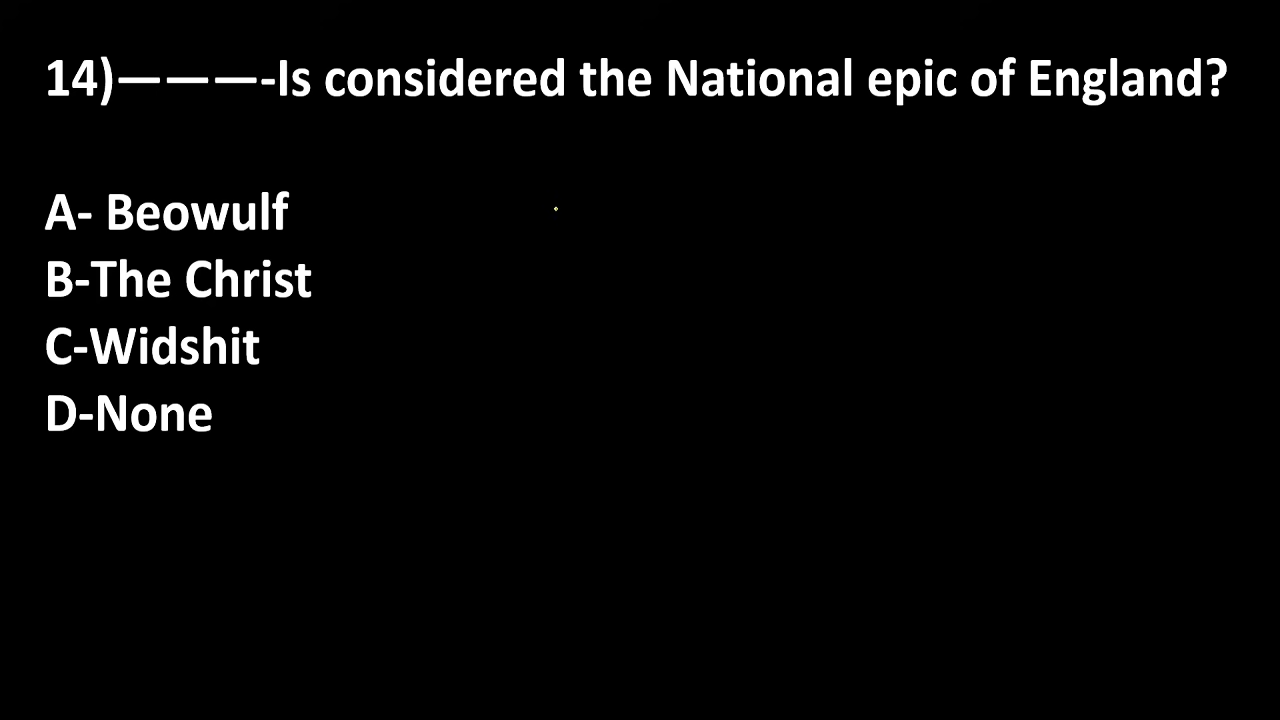 14)———-Is considered the National epic of England?
A- Beowulf
B-The Christ
C-Widshit
D-None